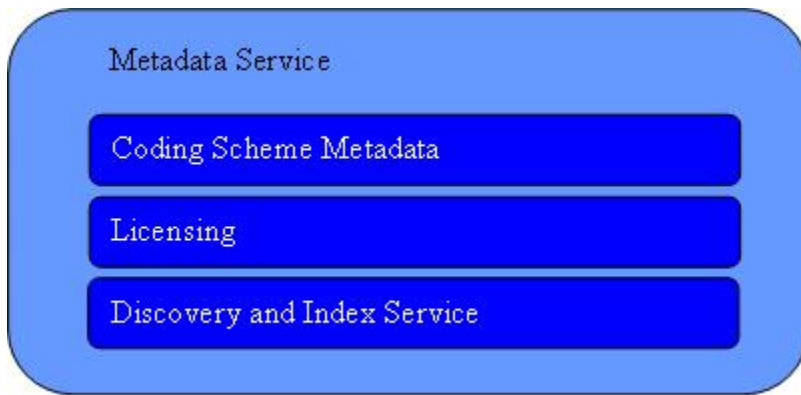 Metadata Service
Coding Scheme Metadata
Licensing
Discovery and Index Service